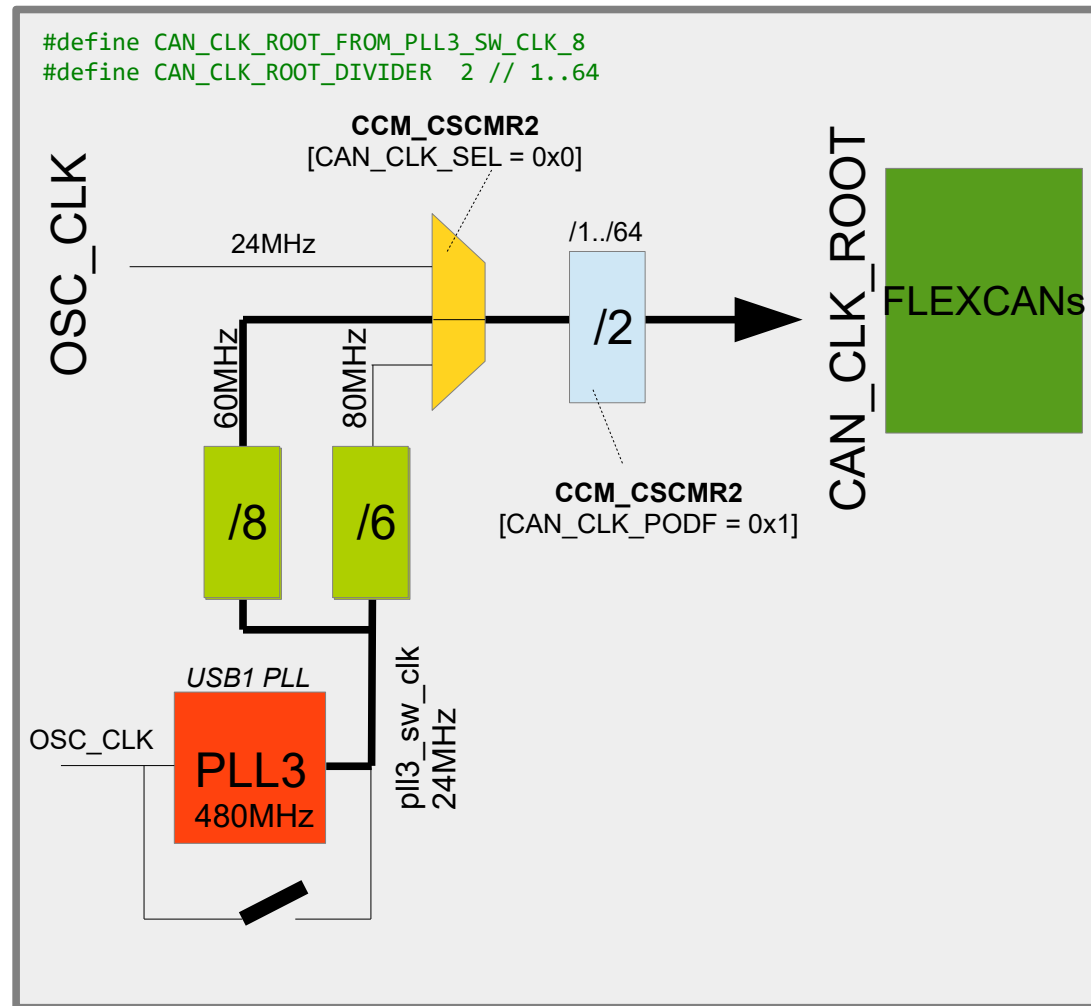 #define CAN_CLK_ROOT_FROM_PLL3_SW_CLK_8
#define CAN_CLK_ROOT_DIVIDER  2 // 1..64
CCM_CSCMR2
[CAN_CLK_SEL = 0x0]
OSC_CLK
24MHz
/1../64
/2
CAN_CLK_ROOT
FLEXCANs
60MHz
80MHz
/8
/6
CCM_CSCMR2
[CAN_CLK_PODF = 0x1]
USB1 PLL
OSC_CLK
PLL3
480MHz
pll3_sw_clk
24MHz